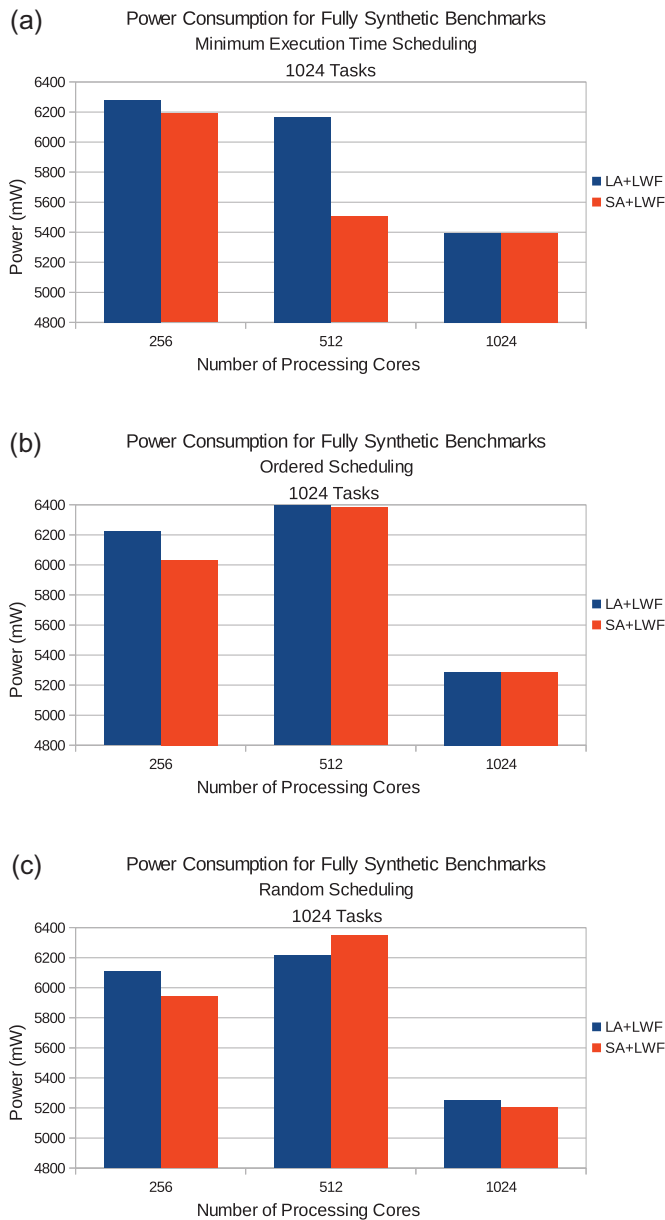 (a)
Power Consumption for Fully Synthetic Benchmarks
Minimum Execution Time Scheduling
1024 Tasks
6400
6200
6000
5800
5600
5400
5200
5000
4800
Power (mW)
LA+LWF
SA+LWF
256 512 1024
Number of Processing Cores
(b)
Power Consumption for Fully Synthetic Benchmarks
Ordered Scheduling
1024 Tasks
6400
6200
6000
5800
5600
5400
5200
5000
4800
Power (mW)
LA+LWF
SA+LWF
256 512 1024
Number of Processing Cores
(c)
Power Consumption for Fully Synthetic Benchmarks
Random Scheduling
1024 Tasks
6400
6200
6000
5800
5600
5400
5200
5000
4800
Power (mW)
LA+LWF
SA+LWF
256 512 1024
Number of Processing Cores